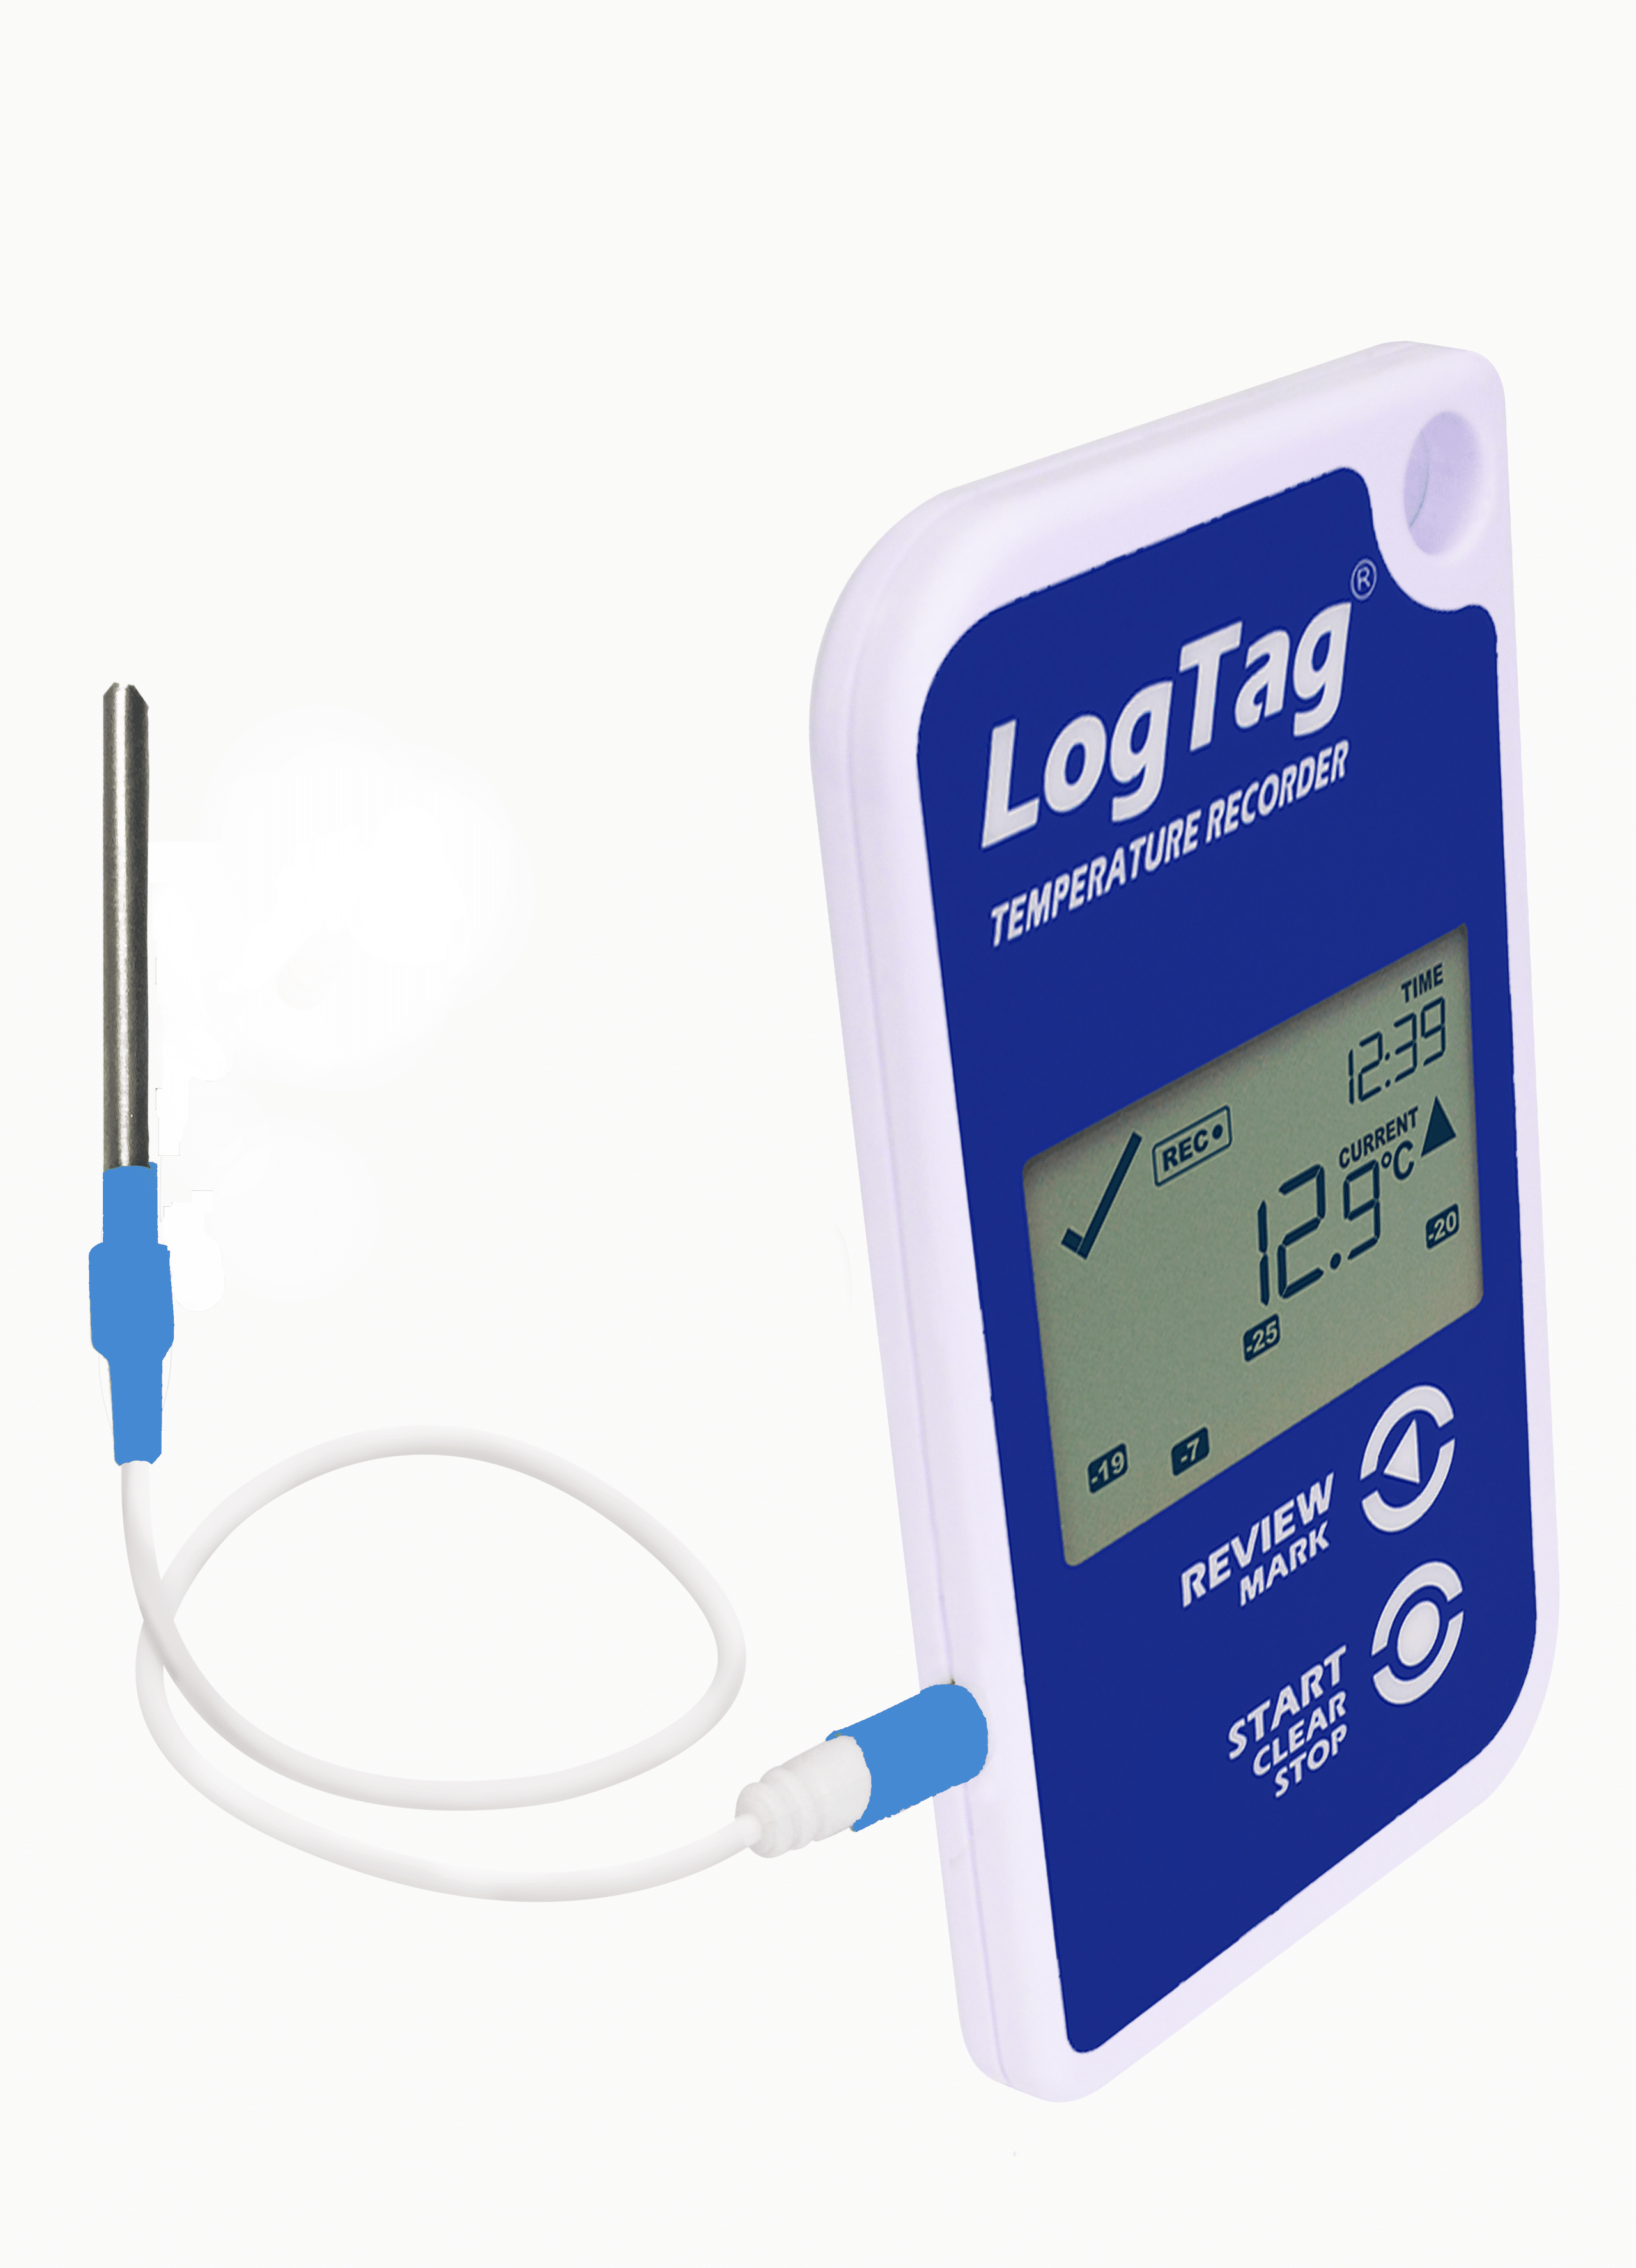 LogTag®
TEMPERATURE RECORDER
TIME
12:39
REC
CURRENT
12.9°C
-20
-25
-19 -7
REVIEW
MARK
START
CLEAR
STOP